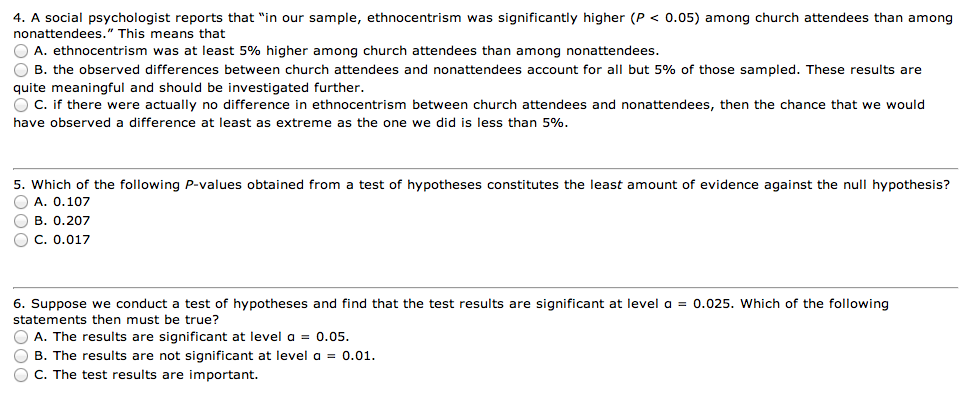 4. A social psychologist reports that "in our sample, ethnocentrism was significantly higher (P < 0.05) among church attendees than among
nonattendees." This means that
A. ethnocentrism was at least 5% higher among church attendees than among nonattendees.
B. the observed differences between church attendees and nonattendees account for all but 5% of those sampled. These results are
quite meaningful and should be investigated further.
C. if there were actually no difference in ethnocentrism between church attendees and nonattendees, then the chance that we would
have observed a difference at least as extreme as the one we did is less than 5%.
5. Which of the following P-values obtained from a test of hypotheses constitutes the least amount of evidence against the null hypothesis?
A. 0.107
B. 0.207
C. 0.017
6. Suppose we conduct a test of hypotheses and find that the test results are significant at level α = 0.025. Which of the following
statements then must be true?
A. The results are significant at level α = 0.05.
B. The results are not significant at level α = 0.01.
C. The test results are important.